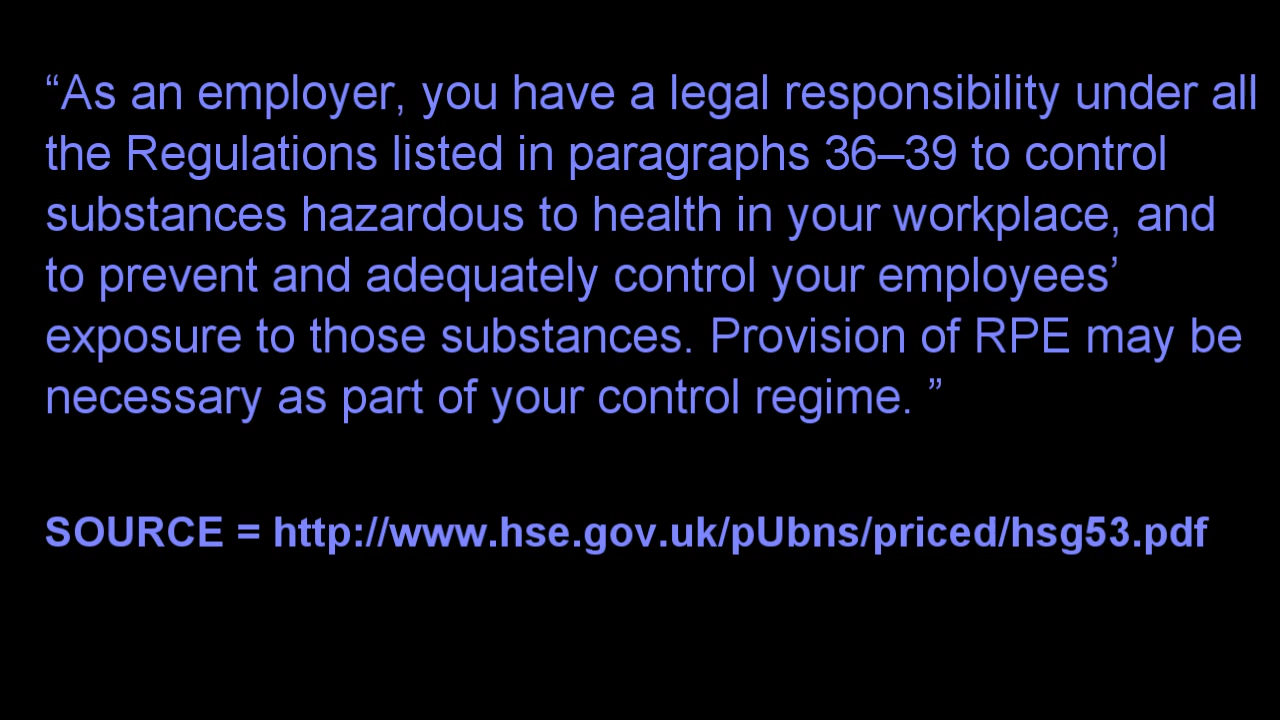 “As an employer, you have a legal responsibility under all
the Regulations listed in paragraphs 36–39 to control
substances hazardous to health in your workplace, and
to prevent and adequately control your employees’
exposure to those substances. Provision of RPE may be
necessary as part of your control regime. ”
SOURCE = http://www.hse.gov.uk/pUbns/priced/hsg53.pdf